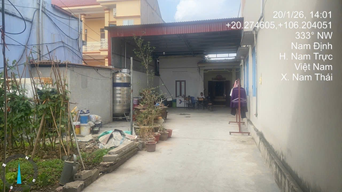 20/1/26, 14:01
+20.274605,+106.204051
333° NW
Nam Định
H. Nam Trực
Việt Nam
X. Nam Thái